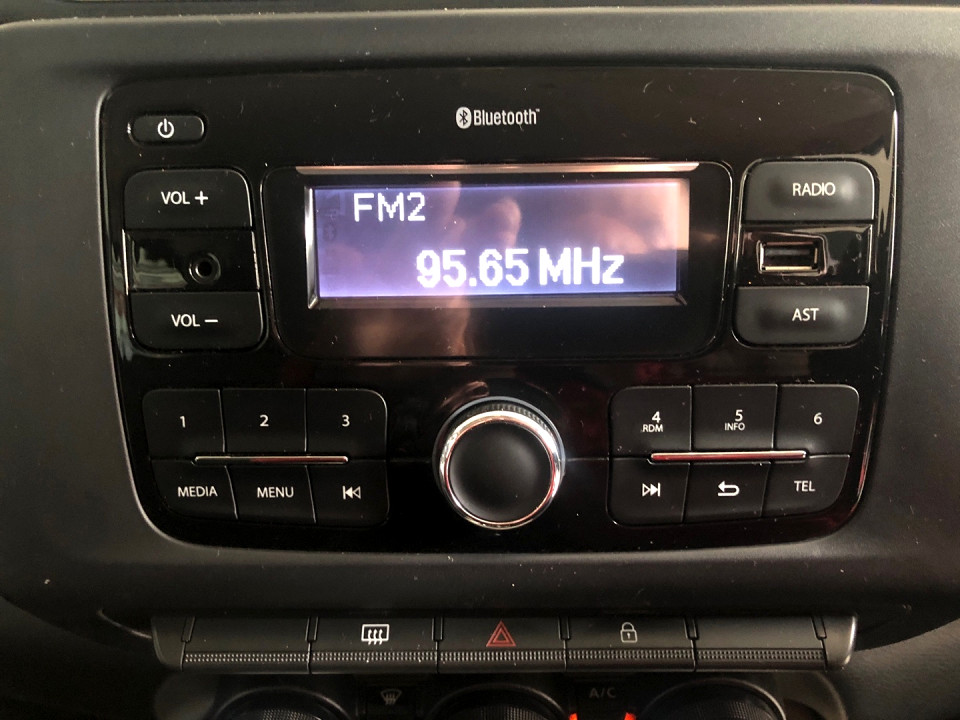 Bluetooth™
VOL +
RADIO
FM2
95.65 MHz
VOL –
AST
1
2
3
4
RDM
5
INFO
6
MEDIA
MENU
TEL
A/C